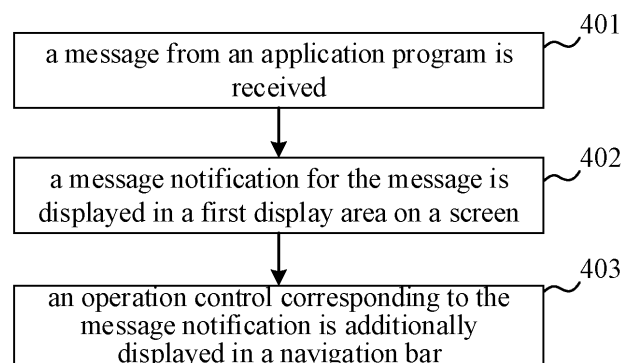 401
a message from an application program is
received
402
a message notification for the message is
displayed in a first display area on a screen
403
an operation control corresponding to the
message notification is additionally
displayed in a navigation bar